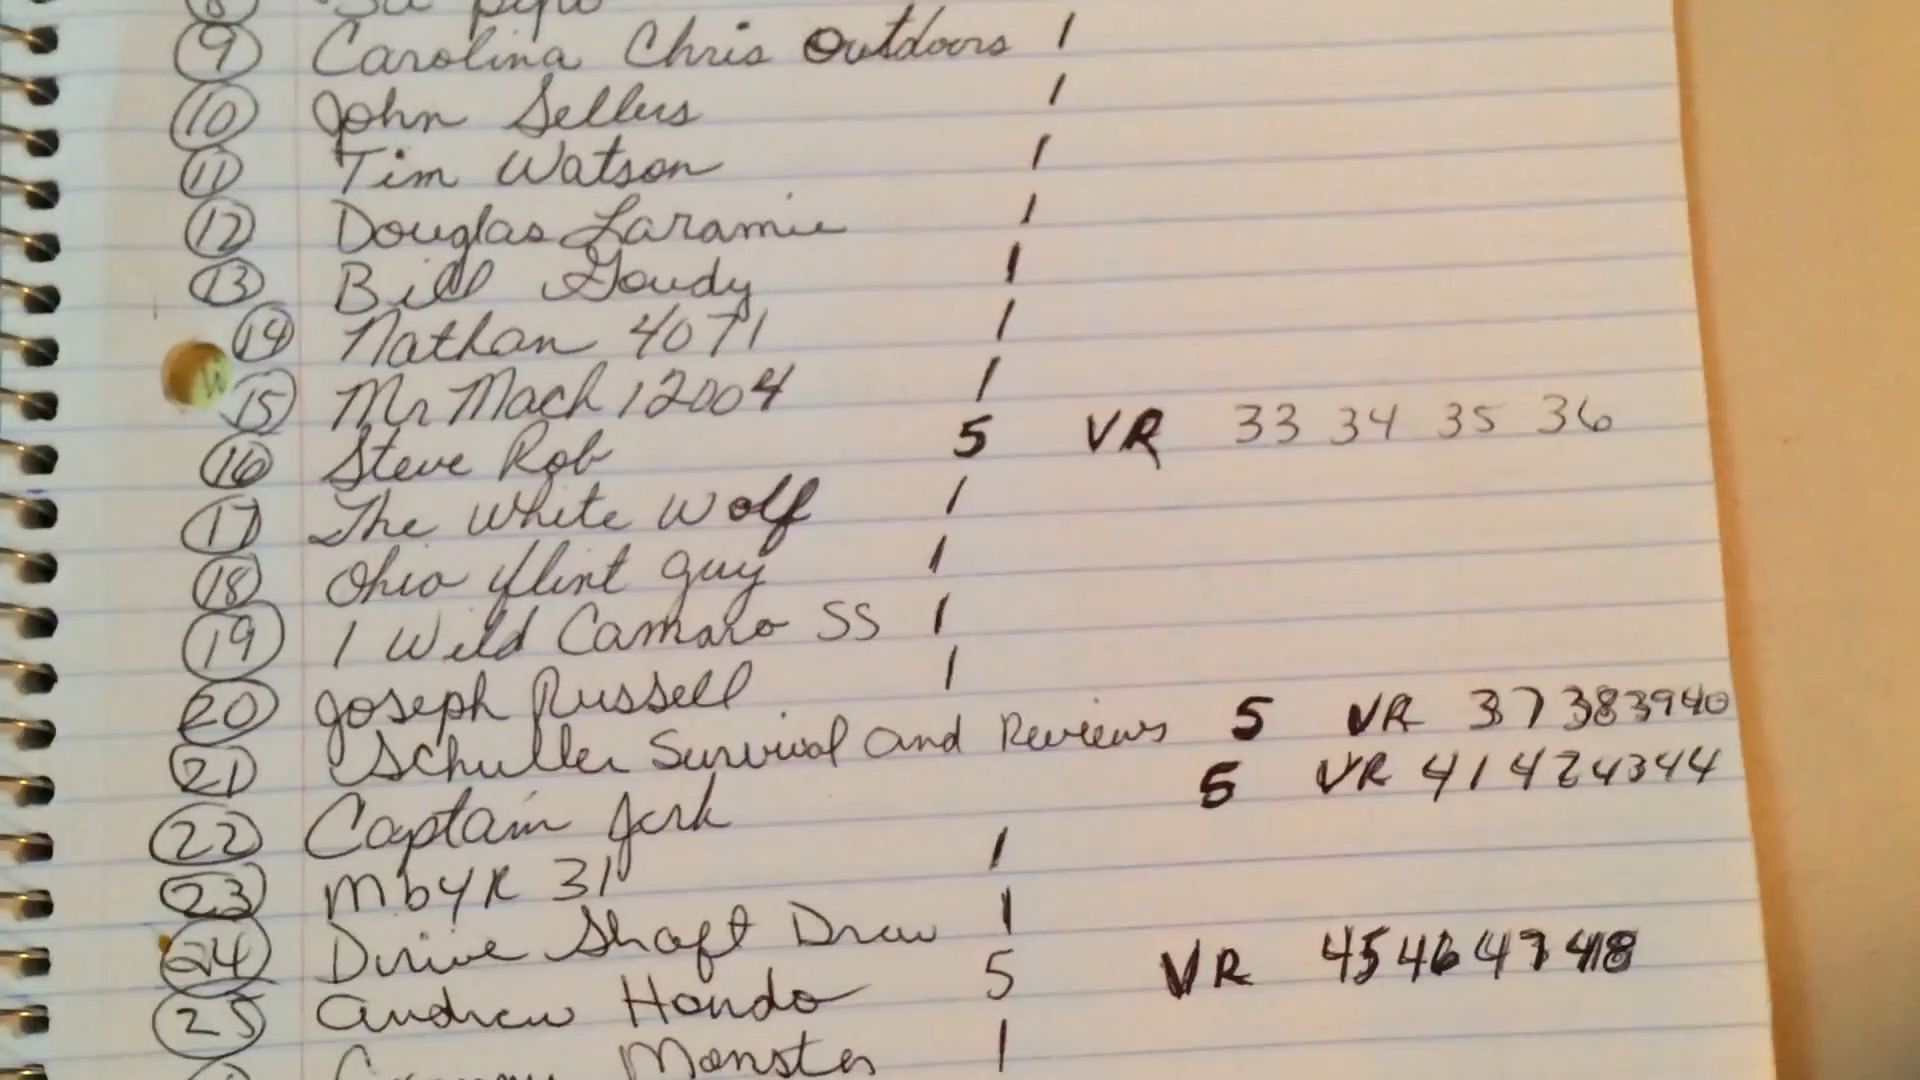 9 Carolina Chris Outdoors 1
10 John Sellers 1
11 Tim Watson 1
12 Douglas Laramie 1
13 Bill Goudy 1
14 Nathan 4071 1
15 Mr Mach 12004 1
16 Steve Rob 5 VR 33 34 35 36
17 The White Wolf 1
18 Ohio flint guy 1
19 1 Wild Camaro SS 1
20 Joseph Russell 1
21 Schuller Survival and Reviews 5 VR 37 38 39 40
22 Captain Jerk 5 VR 41 42 43 44
23 Mby R 31 1
24 Drive Shaft Drew 1
25 Andrew Hondo 5 VR 45 46 47 48
Monster 1